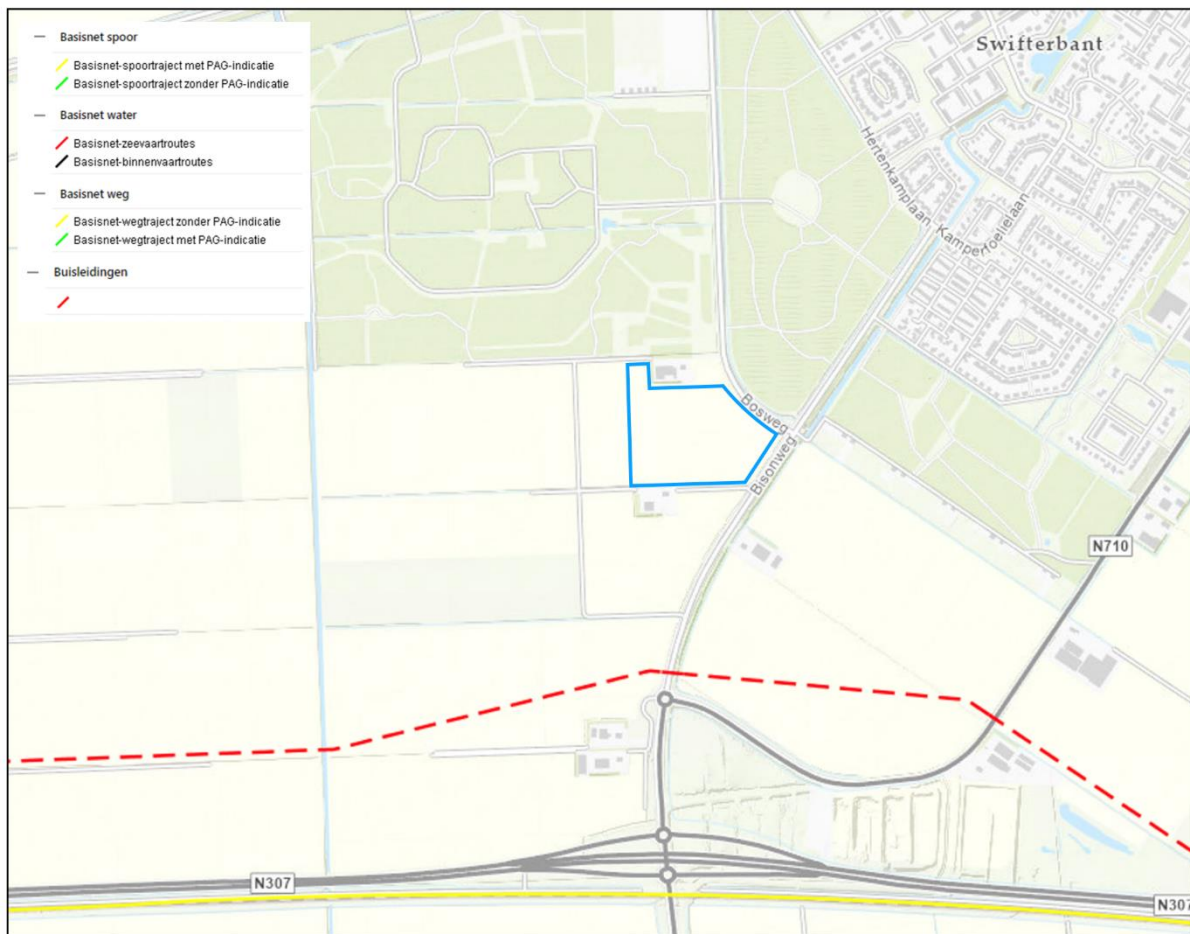 Basisnet spoor
Basisnet-spoortraject met PAG-indicatie
Basisnet-spoortraject zonder PAG-indicatie
Basisnet water
Basisnet-zeevaartroutes
Basisnet-binnenvaartroutes
Basisnet weg
Basisnet-wegtraject zonder PAG-indicatie
Basisnet-wegtraject met PAG-indicatie
Buisleidingen
Swifterbant
Hertenkamplaan
Kamperfoelielaan
Bosweg
Bisonweg
N710
N307
N307